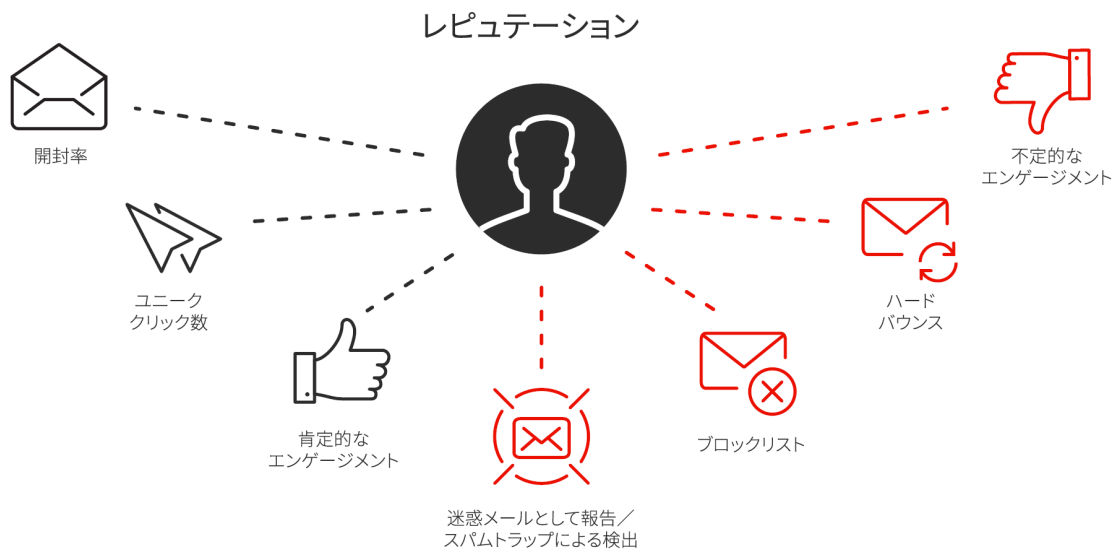 レピュテーション
開封率
ユニーク
クリック数
肯定的な
エンゲージメント
迷惑メールとして報告／
スパムトラップによる検出
ブロックリスト
ハード
バウンス
不定的な
エンゲージメント